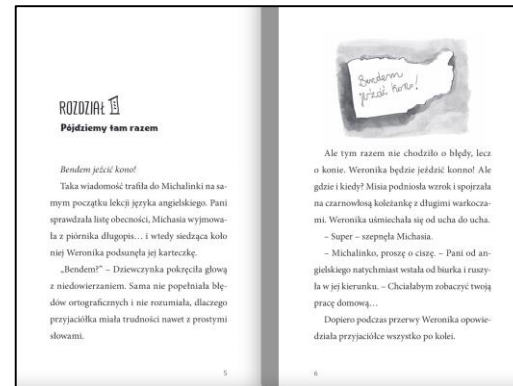 ROZDZIAŁ 1
Pójdziemy tam razem
Bendem jeźcić kono!
Taka wiadomość trafiła do Michalinki na sa-
mym początku lekcji języka angielskiego. Pani
sprawdzała listę obecności, Michasia wyjmowa-
ła z piórnika długopis… i wtedy siedząca koło
niej Weronika podsunęła jej karteczkę.
„Bendem?” – Dziewczynka pokręciła głową
z niedowierzaniem. Sama nie popełniała błę-
dów ortograficznych i nie rozumiała, dlaczego
przyjaciółka miała trudności nawet z prostymi
słowami.
5
Bendem
jeźcić kono!
Ale tym razem nie chodziło o błędy, lecz
o konie. Weronika będzie jeździć konno! Ale
gdzie i kiedy? Misia podniosła wzrok i spojrzała
na czarnowłosą koleżankę z długimi warkocza-
mi. Weronika uśmiechała się od ucha do ucha.
– Super – szepnęła Michasia.
– Michalinko, proszę o ciszę. – Pani od an-
gielskiego natychmiast wstała od biurka i ruszy-
ła w jej kierunku. – Chciałabym zobaczyć twoją
pracę domową…
Dopiero podczas przerwy Weronika opowie-
działa przyjaciółce wszystko po kolei.
6